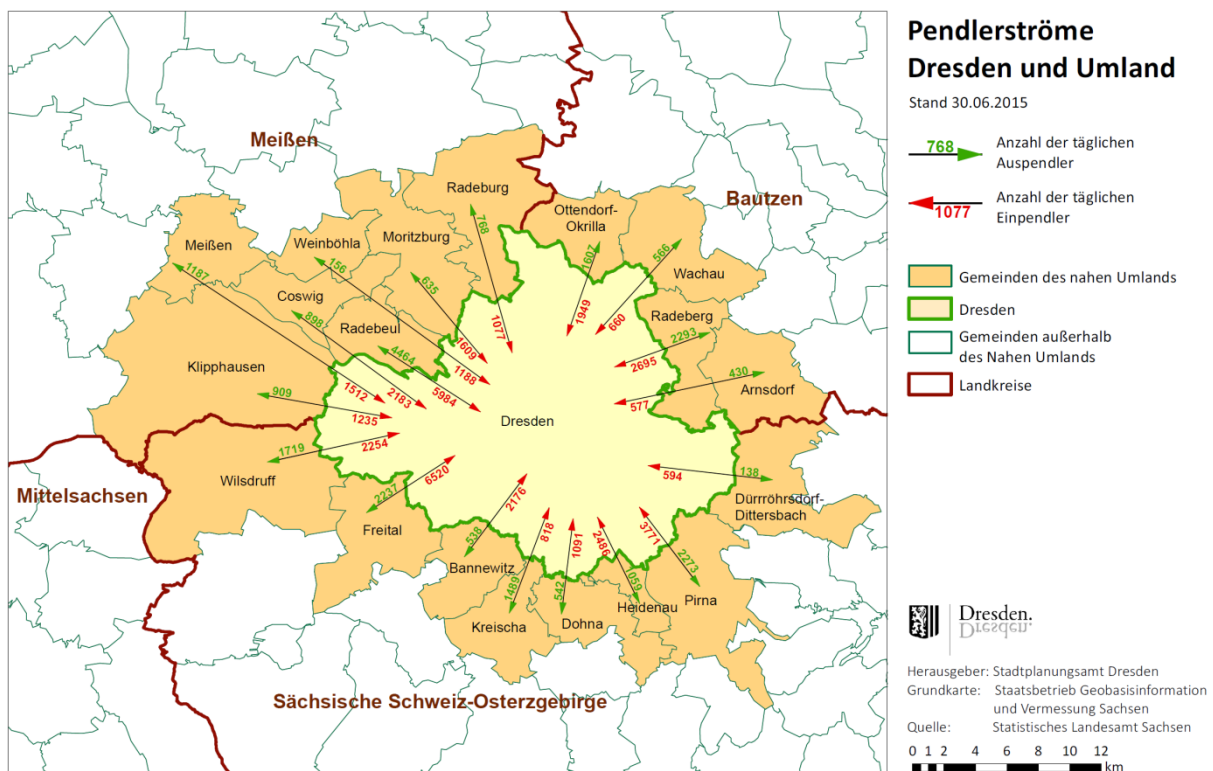 Pendlerströme
Dresden und Umland
Stand 30.06.2015
768
Anzahl der täglichen
Auspendler
1077
Anzahl der täglichen
Einpendler
Gemeinden des nahen Umlands
Dresden
Gemeinden außerhalb
des Nahen Umlands
Landkreise
Meißen
Bautzen
Mittelsachsen
Sächsische Schweiz-Osterzgebirge
Radeburg
768
1077
Ottendorf-
Okrilla
1607
1949
Wachau
566
660
Radeberg
2293
2695
Arnsdorf
430
577
Dürrröhrsdorf-
Dittersbach
138
594
Pirna
2273
3771
Heidenau
059
2486
Dohna
542
1091
Kreischa
1489
818
Bannewitz
538
2176
Freital
2237
6520
Wilsdruff
1719
2254
Klipphausen
909
1235
Meißen
1187
1512
Coswig
898
2183
Radebeul
4464
5984
Weinböhla
156
1188
Moritzburg
635
1609
Dresden
Dresden.
Dresden.
Herausgeber: Stadtplanungsamt Dresden
Grundkarte: Staatsbetrieb Geobasisinformation
und Vermessung Sachsen
Quelle: Statistisches Landesamt Sachsen
0 1 2 4 6 8 10 12
km